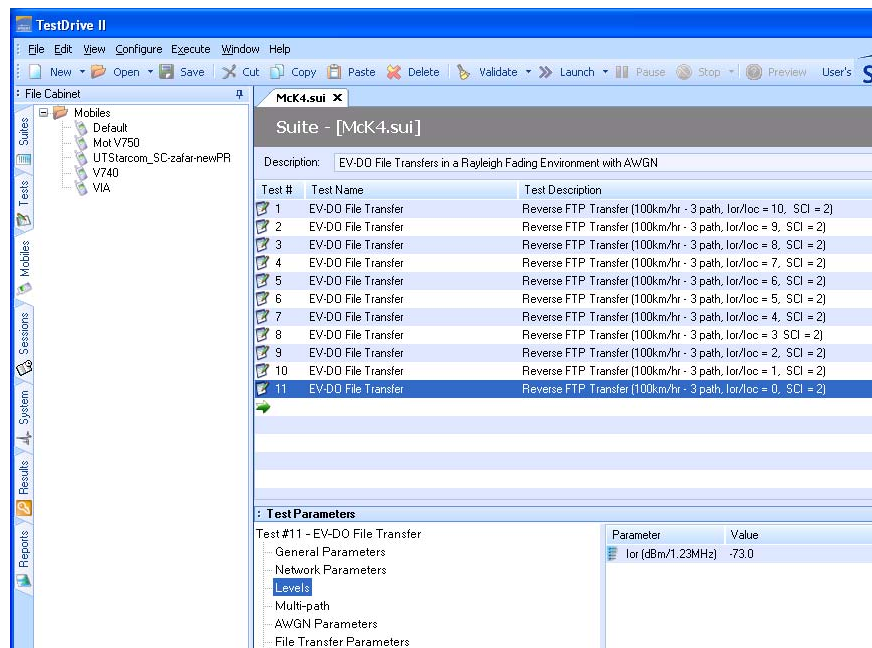 TestDrive II
File Edit View Configure Execute Window Help
New Open Save Cut Copy Paste Delete Validate Launch Pause Stop Preview User's S
File Cabinet
Suites
Tests
Mobiles
Sessions
System
Results
Reports
Mobiles
Default
Mot V750
UTStarcom_SC-zafar-newPR
V740
VIA
McK4.sui X
Suite - [McK4.sui]
Description: EV-DO File Transfers in a Rayleigh Fading Environment with AWGN
Test # Test Name Test Description
1 EV-DO File Transfer Reverse FTP Transfer (100km/hr - 3 path, Ior/Ioc = 10, SCI = 2)
2 EV-DO File Transfer Reverse FTP Transfer (100km/hr - 3 path, Ior/Ioc = 9, SCI = 2)
3 EV-DO File Transfer Reverse FTP Transfer (100km/hr - 3 path, Ior/Ioc = 8, SCI = 2)
4 EV-DO File Transfer Reverse FTP Transfer (100km/hr - 3 path, Ior/Ioc = 7, SCI = 2)
5 EV-DO File Transfer Reverse FTP Transfer (100km/hr - 3 path, Ior/Ioc = 6, SCI = 2)
6 EV-DO File Transfer Reverse FTP Transfer (100km/hr - 3 path, Ior/Ioc = 5, SCI = 2)
7 EV-DO File Transfer Reverse FTP Transfer (100km/hr - 3 path, Ior/Ioc = 4, SCI = 2)
8 EV-DO File Transfer Reverse FTP Transfer (100km/hr - 3 path, Ior/Ioc = 3 SCI = 2)
9 EV-DO File Transfer Reverse FTP Transfer (100km/hr - 3 path, Ior/Ioc = 2, SCI = 2)
10 EV-DO File Transfer Reverse FTP Transfer (100km/hr - 3 path, Ior/Ioc = 1, SCI = 2)
11 EV-DO File Transfer Reverse FTP Transfer (100km/hr - 3 path, Ior/Ioc = 0, SCI = 2)
Test Parameters
Test #11 - EV-DO File Transfer
General Parameters
Network Parameters
Levels
Multi-path
AWGN Parameters
File Transfer Parameters
Parameter Value
Ior (dBm/1.23MHz) -73.0